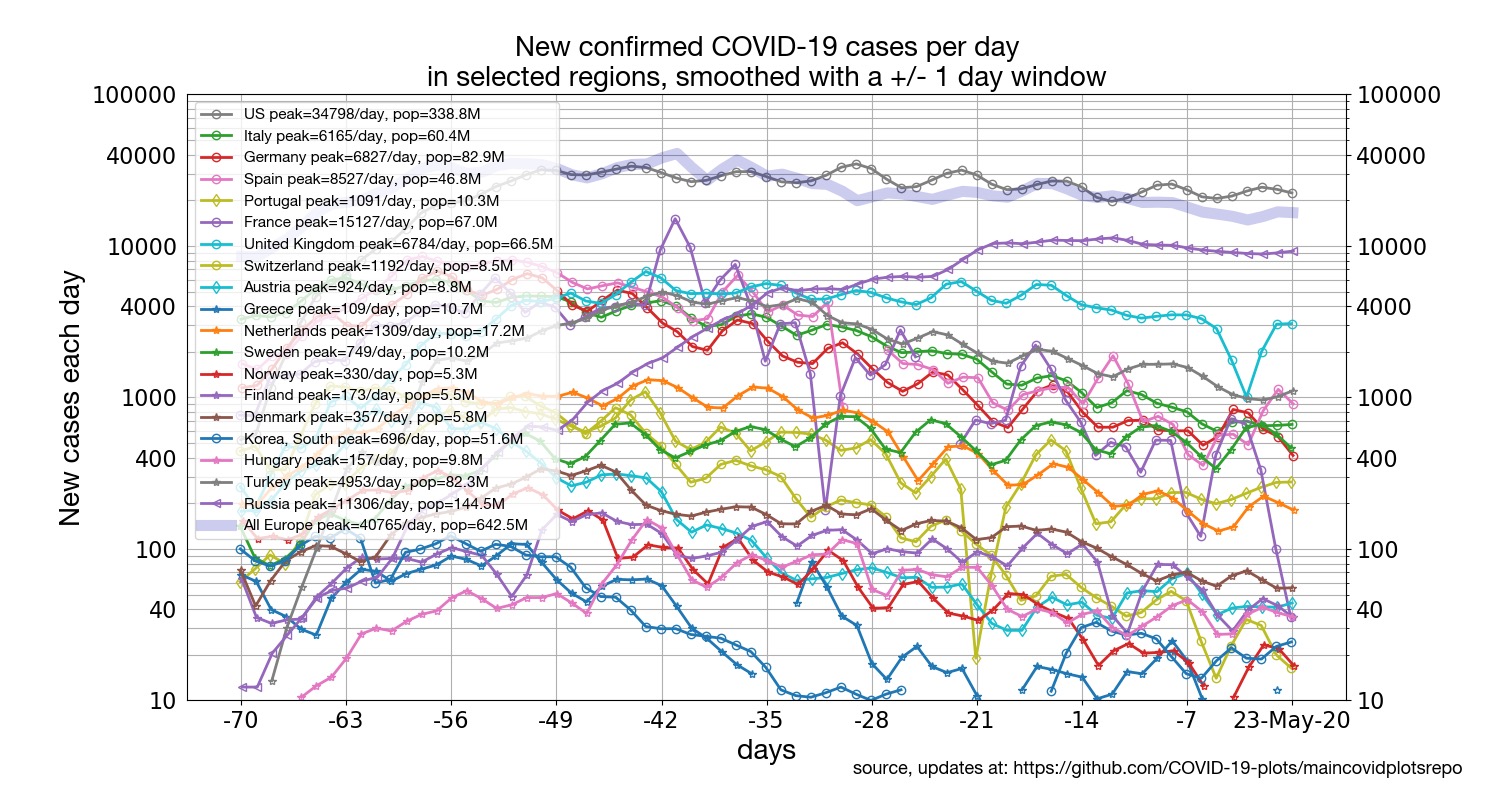 New confirmed COVID-19 cases per day
in selected regions, smoothed with a +/- 1 day window
100000
40000
10000
4000
1000
400
100
40
10
New cases each day
US peak=34798/day, pop=338.8M
Italy peak=6165/day, pop=60.4M
Germany peak=6827/day, pop=82.9M
Spain peak=8527/day, pop=46.8M
Portugal peak=1091/day, pop=10.3M
France peak=15127/day, pop=67.0M
United Kingdom peak=6784/day, pop=66.5M
Switzerland peak=1192/day, pop=8.5M
Austria peak=924/day, pop=8.8M
Greece peak=109/day, pop=10.7M
Netherlands peak=1309/day, pop=17.2M
Sweden peak=749/day, pop=10.2M
Norway peak=330/day, pop=5.3M
Finland peak=173/day, pop=5.5M
Denmark peak=357/day, pop=5.8M
Korea, South peak=696/day, pop=51.6M
Hungary peak=157/day, pop=9.8M
Turkey peak=4953/day, pop=82.3M
Russia peak=11306/day, pop=144.5M
All Europe peak=40765/day, pop=642.5M
100000
40000
10000
4000
1000
400
100
40
10
-70 -63 -56 -49 -42 -35 -28 -21 -14 -7 23-May-20
days
source, updates at: https://github.com/COVID-19-plots/maincovidplotsrepo